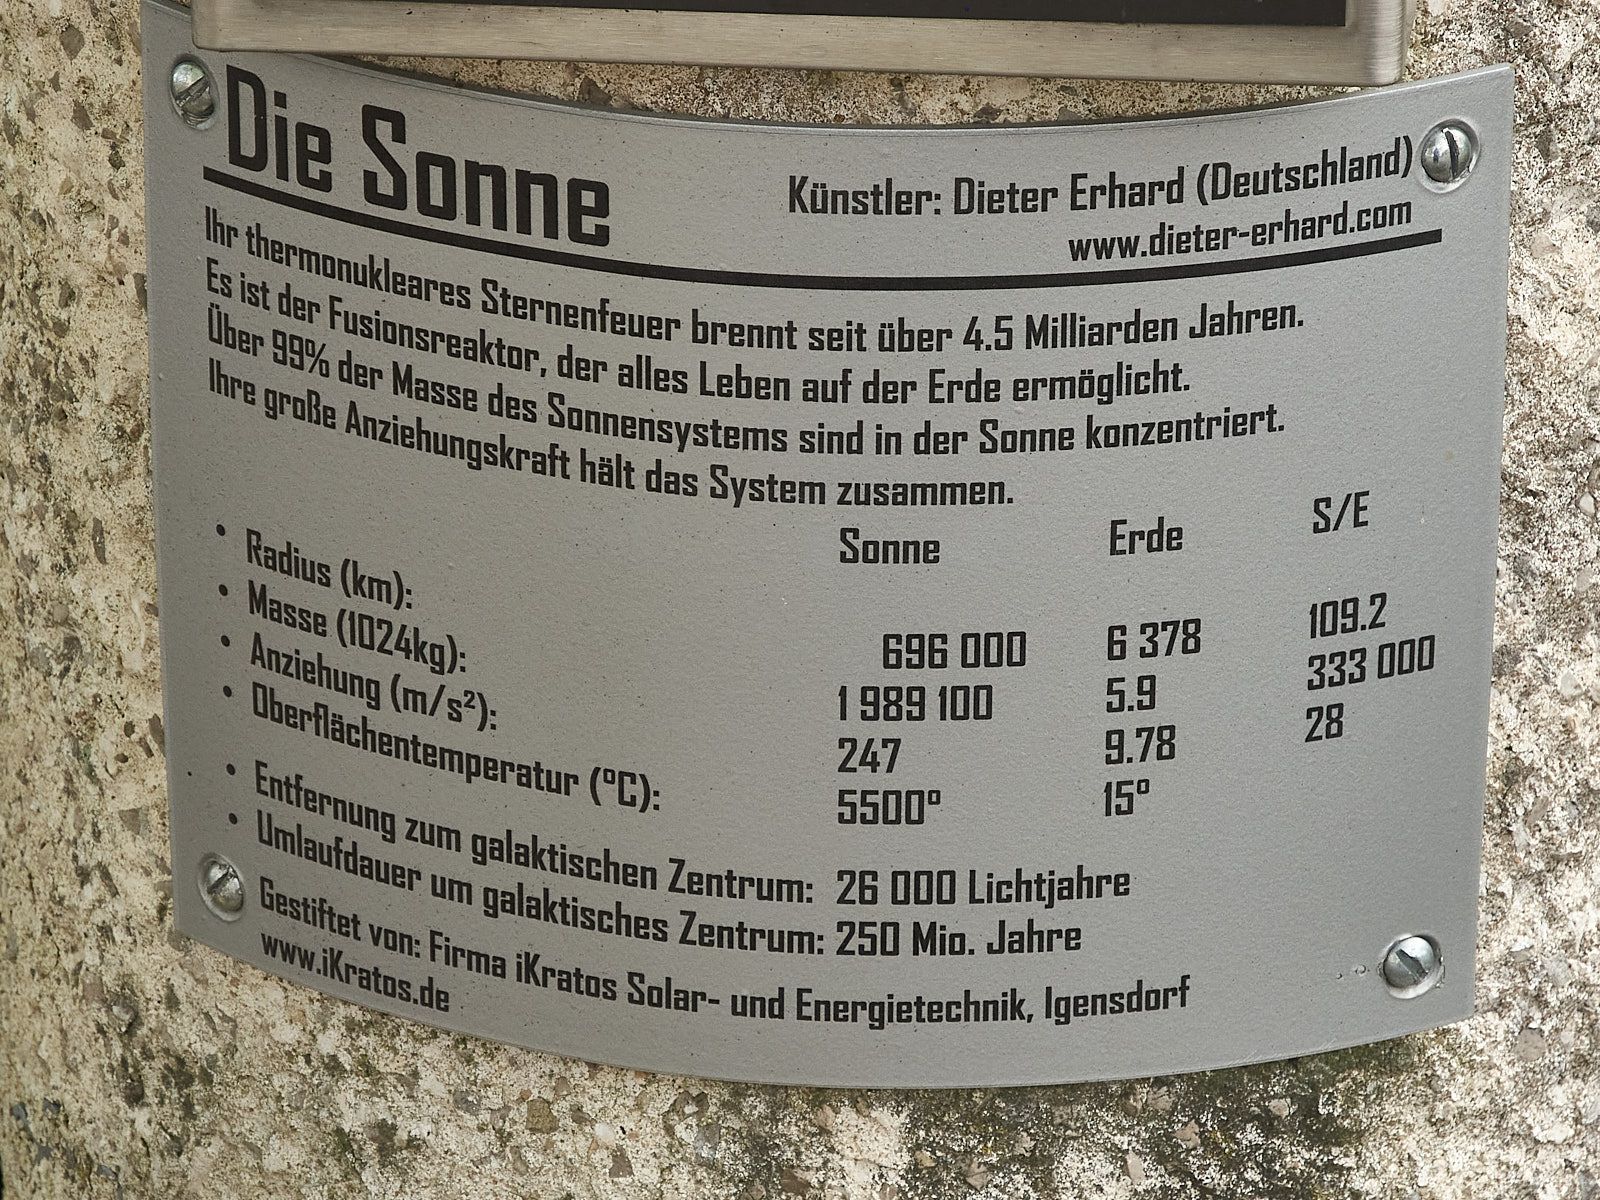 Die Sonne
Künstler: Dieter Erhard (Deutschland)
www.dieter-erhard.com
Ihr thermonukleares Sternenfeuer brennt seit über 4.5 Milliarden Jahren.
Es ist der Fusionsreaktor, der alles Leben auf der Erde ermöglicht.
Über 99% der Masse des Sonnensystems sind in der Sonne konzentriert.
Ihre große Anziehungskraft hält das System zusammen.
Sonne Erde S/E
• Radius (km): 696 000 6 378 109.2
• Masse (1024kg): 1 989 100 5.9 333 000
• Anziehung (m/s²): 247 9.78 28
• Oberflächentemperatur (ºC): 5500º 15º
• Entfernung zum galaktischen Zentrum: 26 000 Lichtjahre
• Umlaufdauer um galaktisches Zentrum: 250 Mio. Jahre
Gestiftet von: Firma iKratos Solar- und Energietechnik, Igensdorf
www.iKratos.de